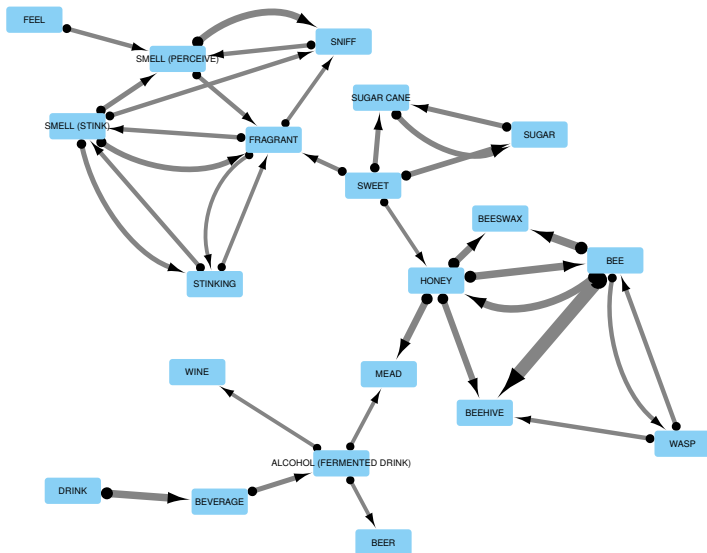 FEEL
SNIFF
SMELL (PERCEIVE)
SUGAR CANE
SMELL (STINK)
FRAGRANT
SUGAR
SWEET
BEESWAX
BEE
HONEY
STINKING
WINE
MEAD
BEEHIVE
WASP
ALCOHOL (FERMENTED DRINK)
DRINK
BEVERAGE
BEER